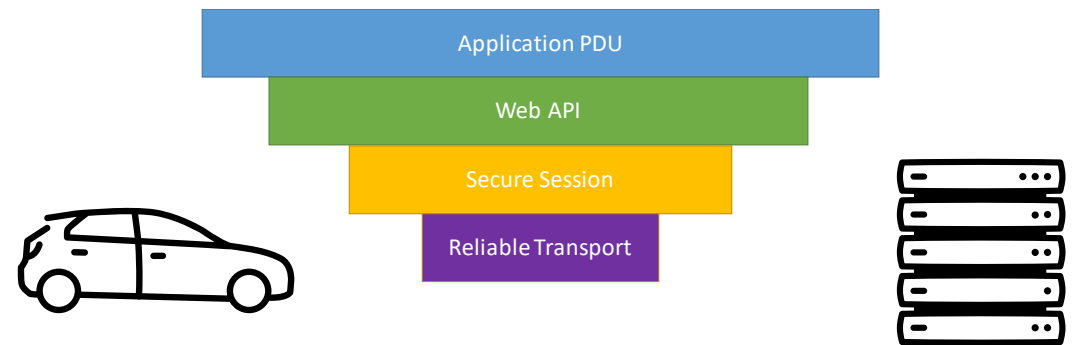 Application PDU
Web API
Secure Session
Reliable Transport